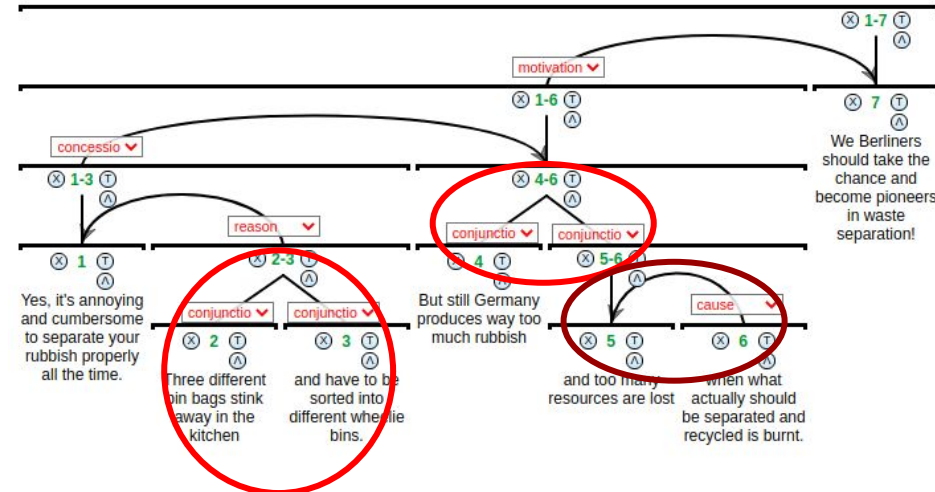 X 1-7 T
Λ
motivation
X 1-6 T
Λ
X 7 T
Λ
We Berliners
should take the
chance and
become pioneers
in waste
separation!
concessio
X 1-3 T
Λ
X 4-6 T
Λ
reason
conjunctio
conjunctio
X 1 T
Λ
Yes, it's annoying
and cumbersome
to separate your
rubbish properly
all the time.
X 2-3 T
Λ
X 4 T
Λ
But still Germany
produces way too
much rubbish
X 5-6 T
Λ
conjunctio
conjunctio
cause
X 2 T
Λ
Three different
bin bags stink
away in the
kitchen
X 3 T
Λ
and have to be
sorted into
different wheelie
bins.
X 5 T
Λ
and too many
resources are lost
X 6 T
Λ
when what
actually should
be separated and
recycled is burnt.